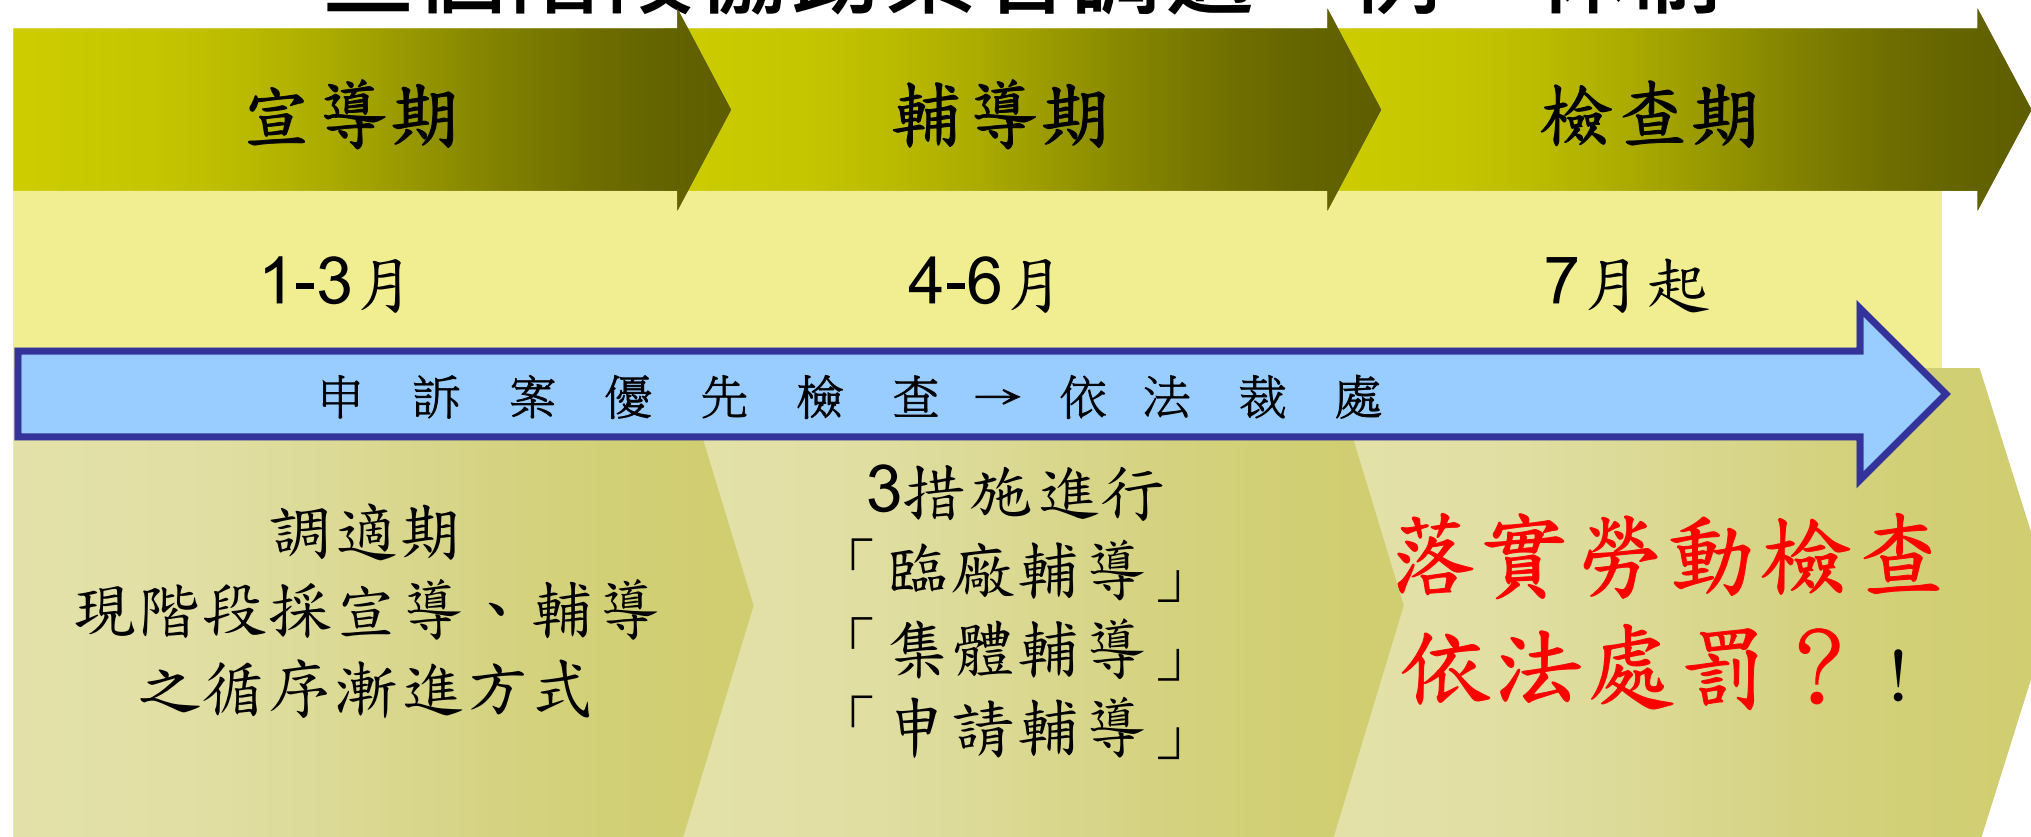 宣導期
輔導期
檢查期
1-3月
4-6月
7月起
申訴案優先檢查→依法裁處
調適期
現階段採宣導、輔導
之循序漸進方式
3措施進行
「臨廠輔導」
「集體輔導」
「申請輔導」
落實勞動檢查
依法處罰？！